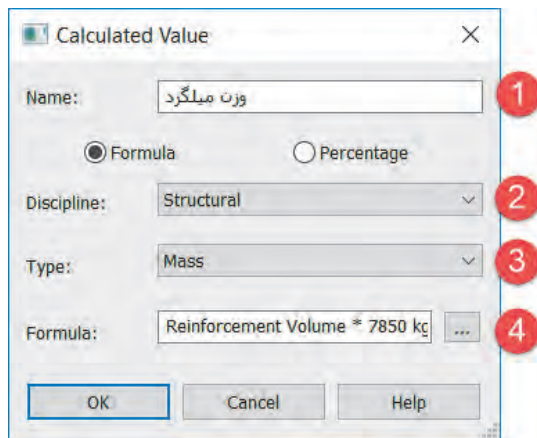 Calculated Value
Name: وزن میلگرد 1
Formula Percentage
Discipline: Structural 2
Type: Mass 3
Formula: Reinforcement Volume * 7850 kg ... 4
OK Cancel Help